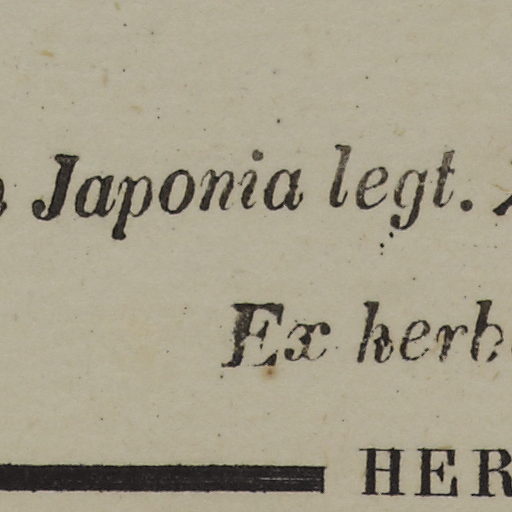 Japonia legt.
Ex herb
HER